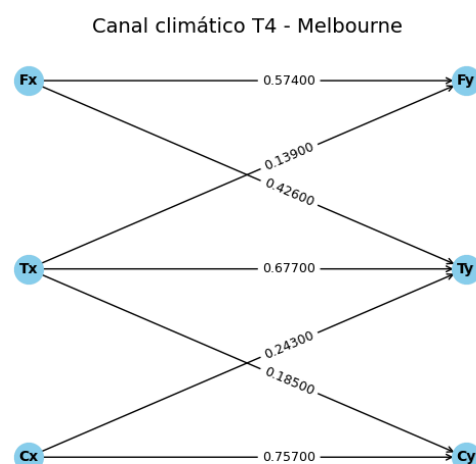 Canal climático T4 - Melbourne
Fx
0.57400
Fy
0.13900
0.42600
Tx
0.67700
Ty
0.24300
0.18500
Cx
0.75700
Cy